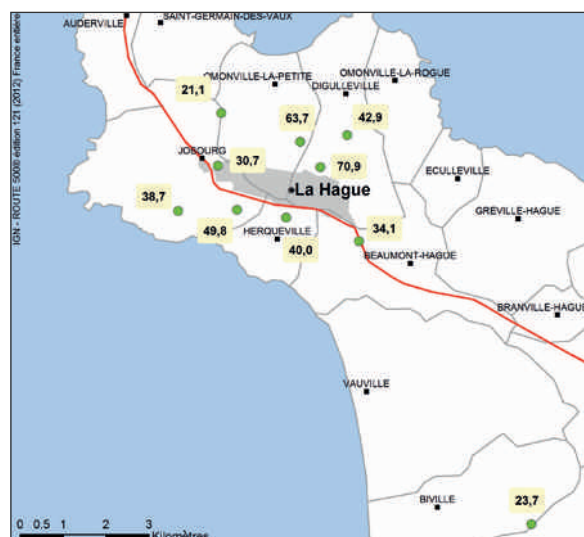 SAINT-GERMAIN-DES-VAUX
AUDERVILLE
IGN - ROUTE 500® édition 121 (2012) France entière
OMONVILLE-LA-PETITE
OMONVILLE-LA-ROGUE
DIGULLEVILLE
21,1
63,7
42,9
JOBOURG
30,7
70,9
ECULLEVILLE
La Hague
38,7
49,8
HERQUEVILLE
40,0
34,1
GREVILLE-HAGUE
BEAUMONT-HAGUE
BRANVILLE-HAGUE
VAUVILLE
BIVILLE
23,7
0 0.5 1 2 3
Kilomètres